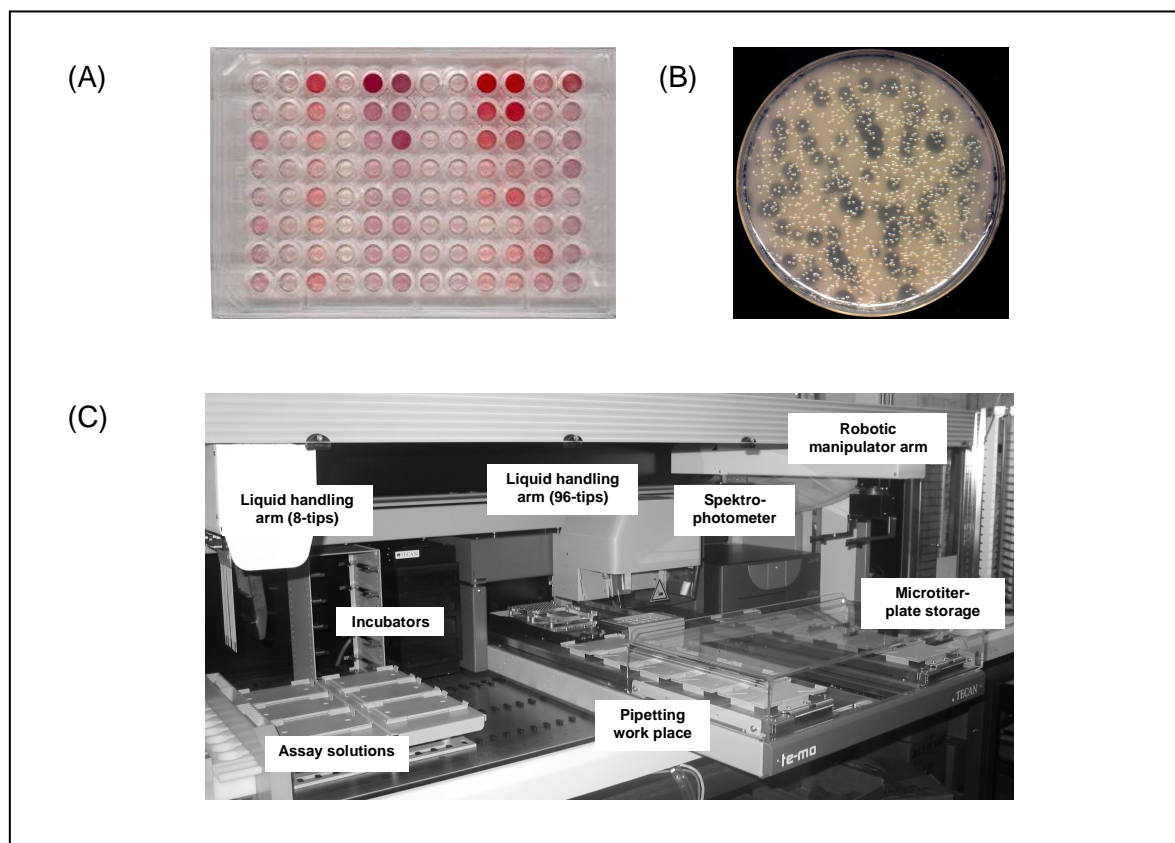 (A)
(B)
(C)
Robotic
manipulator arm
Liquid handling
arm (8-tips)
Liquid handling
arm (96-tips)
Spektro-
photometer
Microtiter-
plate storage
Incubators
Pipetting
work place
Assay solutions
TECAN
TECAN
te-mo